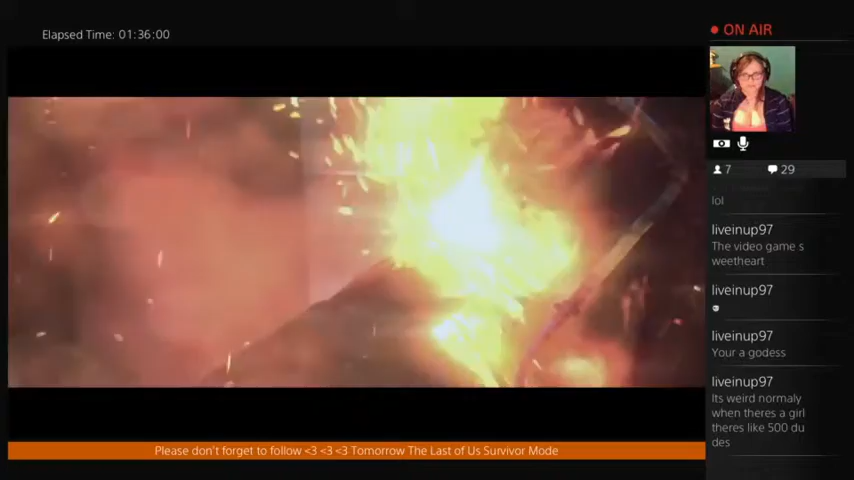 Elapsed Time: 01:36:00
ON AIR
7
29
lol
liveinup97
The video game s
weetheart
liveinup97
liveinup97
Your a godess
liveinup97
Its weird normaly
when theres a girl
theres like 500 du
des
Please don't forget to follow <3 <3 <3 Tomorrow The Last of Us Survivor Mode